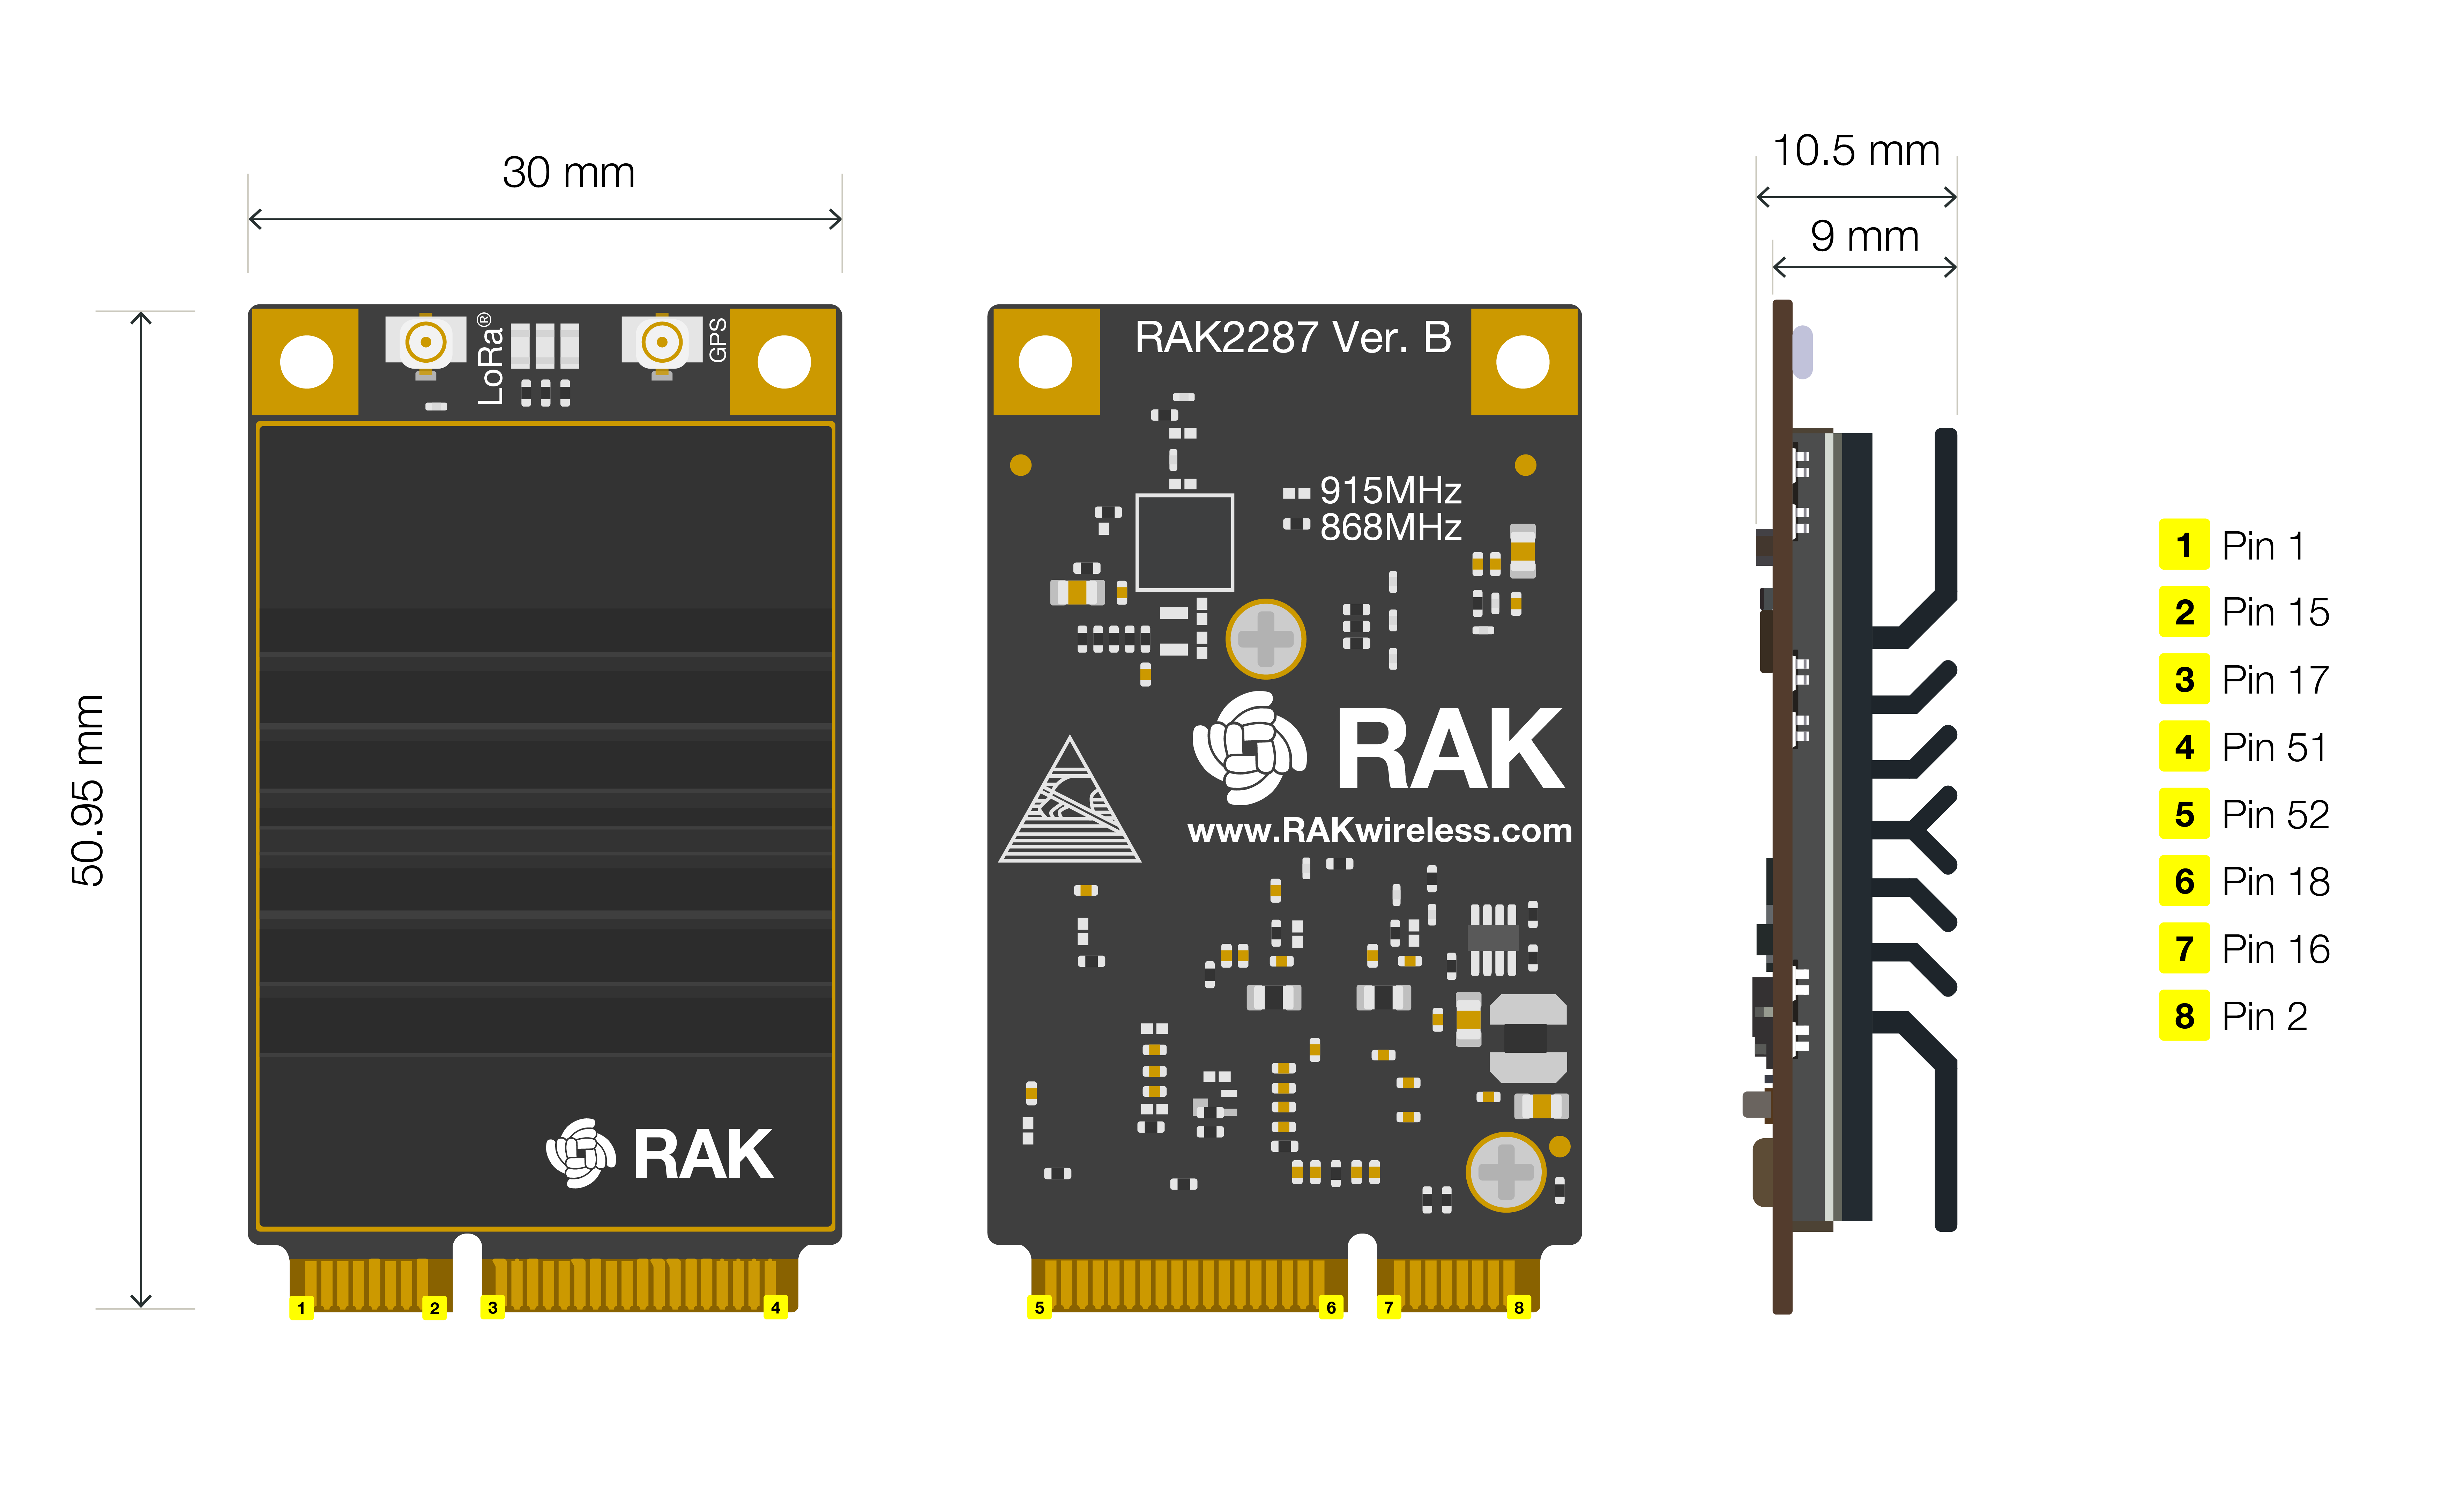 30 mm
50.95 mm
LoRa®
GPS
RAK
1
2
3
4
RAK2287 Ver. B
915MHz
868MHz
RAK
www.RAKwireless.com
5
6
7
8
10.5 mm
9 mm
1 Pin 1
2 Pin 15
3 Pin 17
4 Pin 51
5 Pin 52
6 Pin 18
7 Pin 16
8 Pin 2